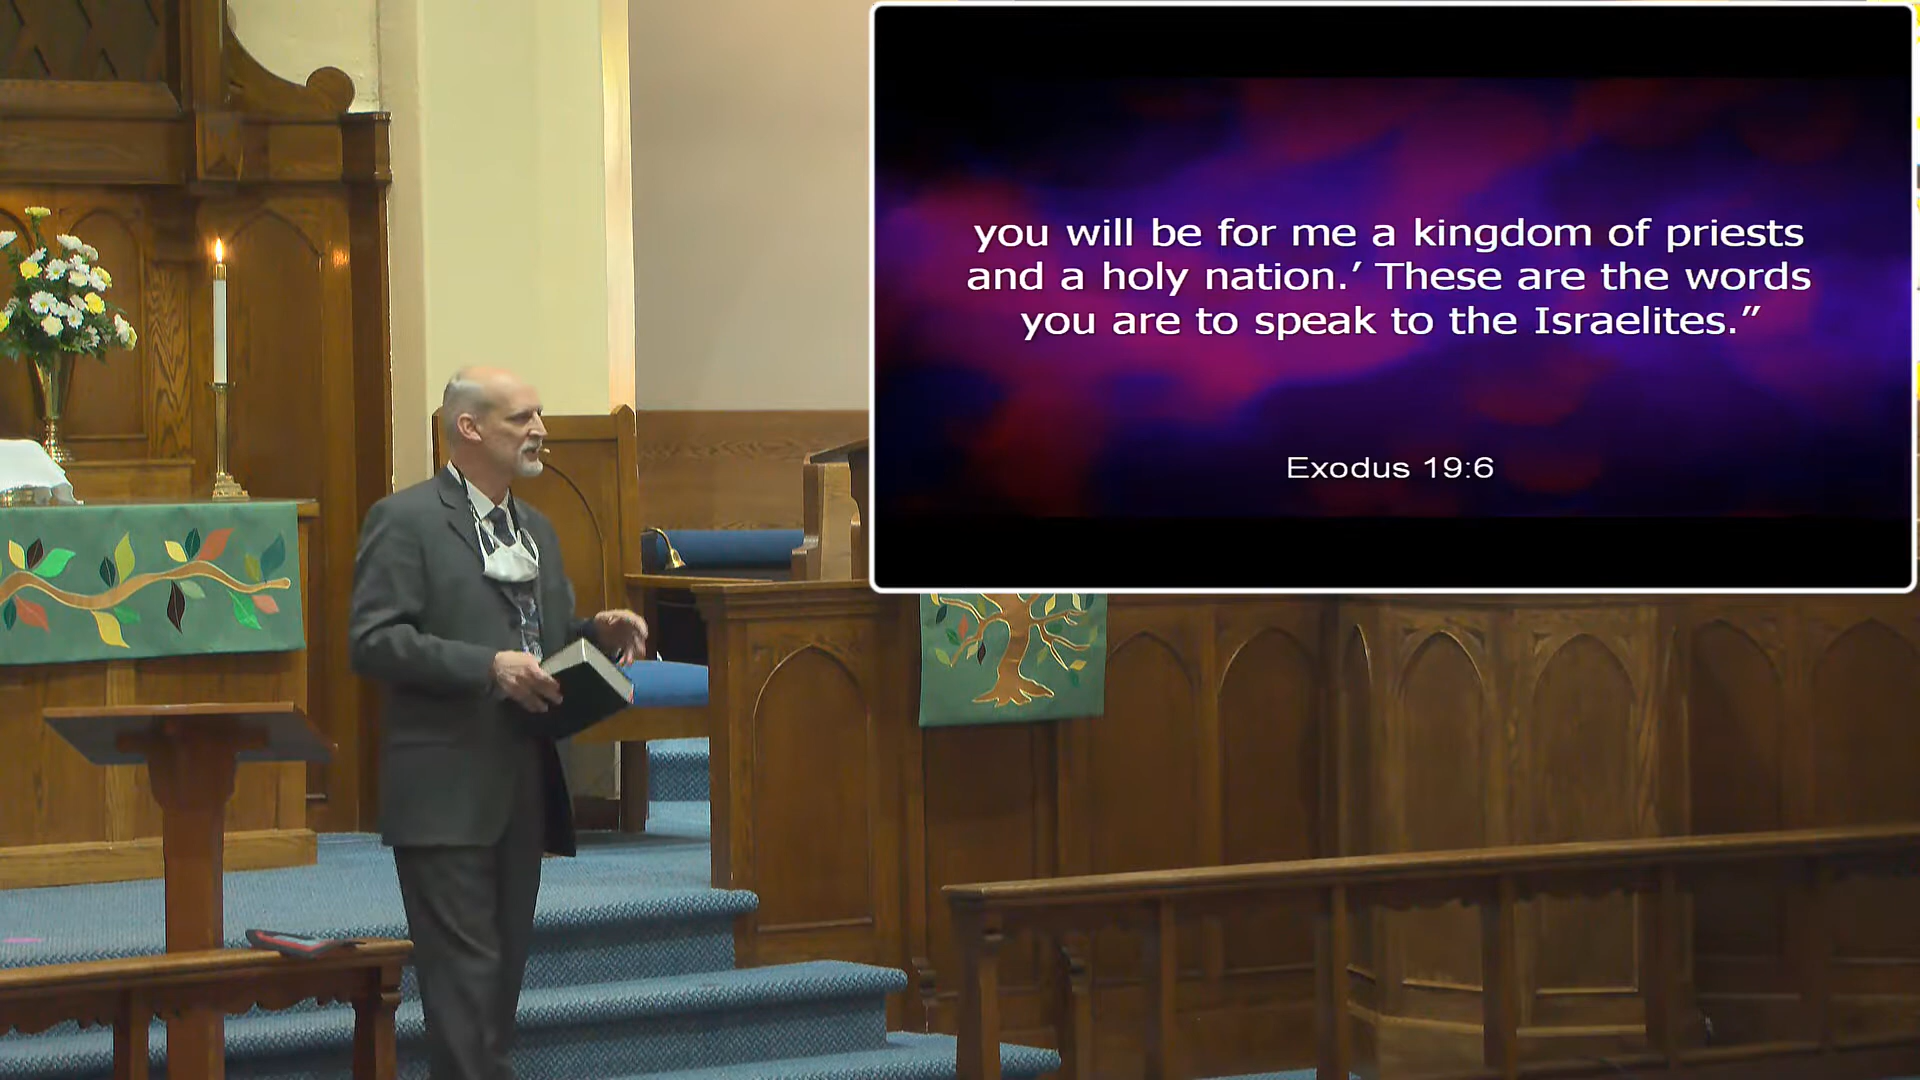 you will be for me a kingdom of priests
and a holy nation.’ These are the words
you are to speak to the Israelites.”
Exodus 19:6